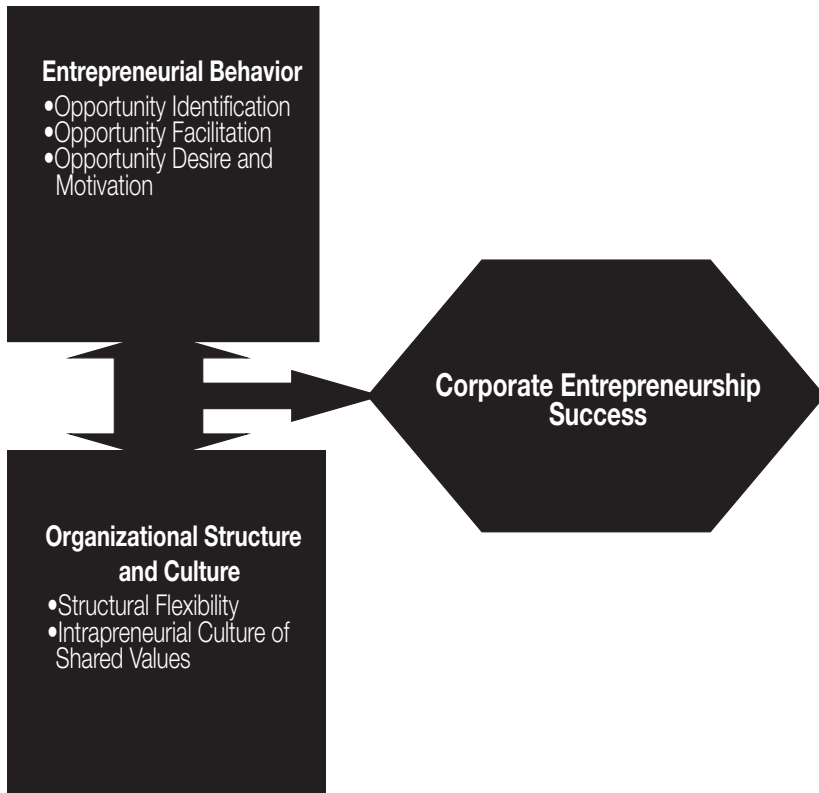 Entrepreneurial Behavior
•Opportunity Identification
•Opportunity Facilitation
•Opportunity Desire and
Motivation
Corporate Entrepreneurship
Success
Organizational Structure
and Culture
•Structural Flexibility
•Intrapreneurial Culture of
Shared Values